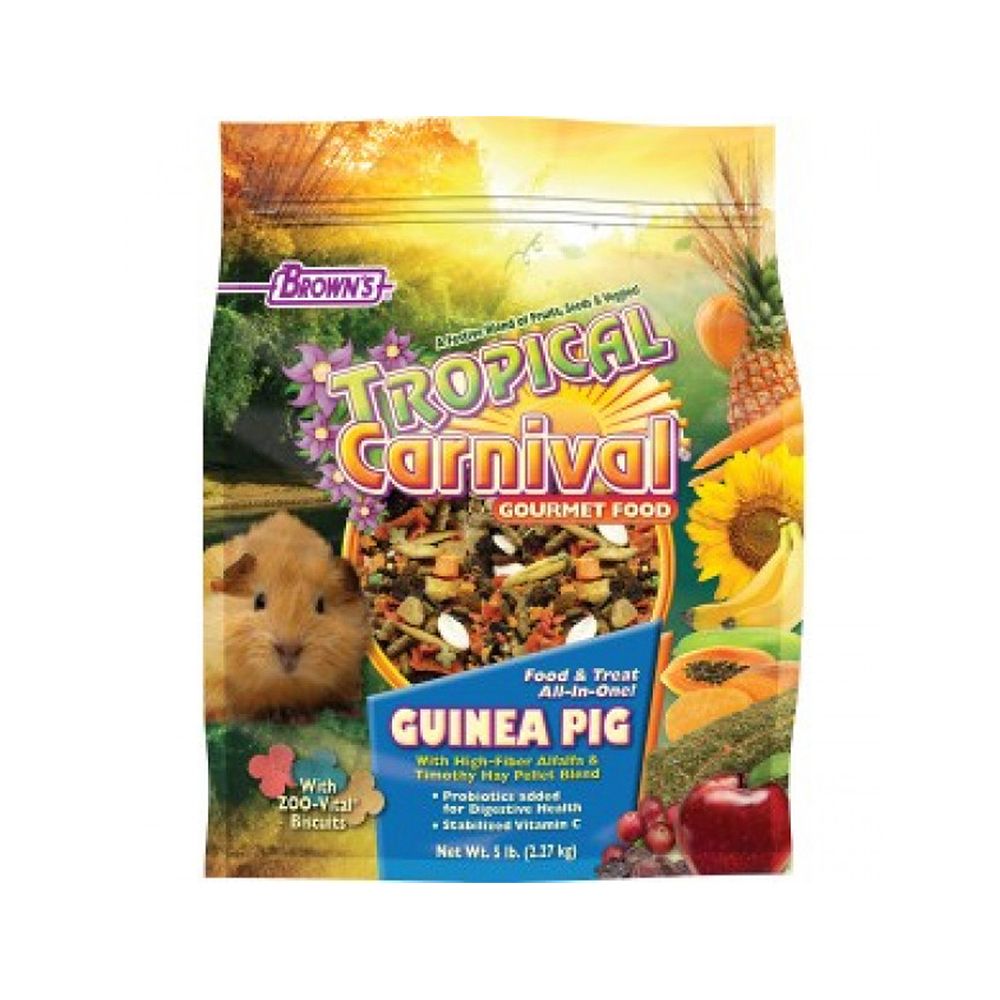 BROWN'S®
A Festive Blend of Fruits, Seeds & Veggies!
TROPICAL
Carnival®
GOURMET FOOD
Food & Treat
All-In-One!
GUINEA PIG
With High-Fiber Alfalfa &
Timothy Hay Pellet Blend
• Probiotics added
for Digestive Health
• Stabilized Vitamin C
Net Wt. 5 lb. (2.27 kg)
With
ZOO-Vital®
Biscuits